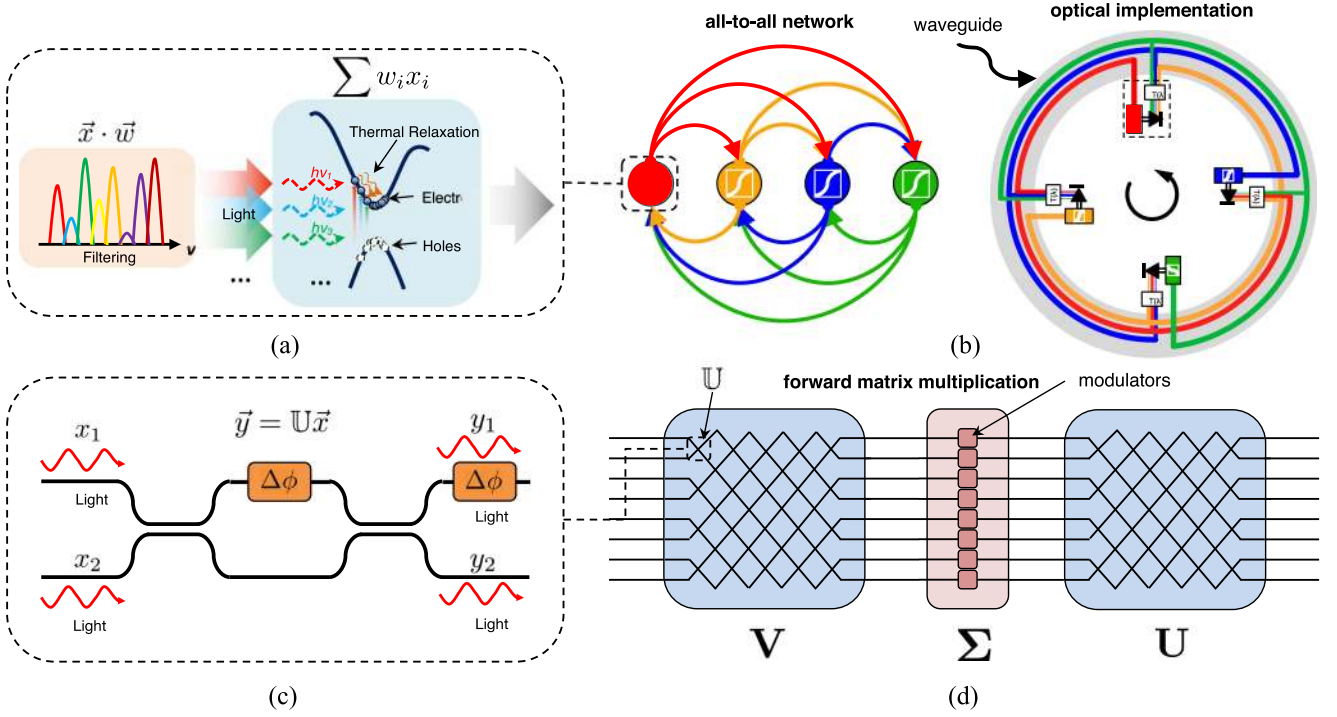 ∑ wᵢxᵢ
x⃗ · w⃗
Thermal Relaxation
hν₁
Light
hν₂
hν₃
Electr
Holes
Filtering
ν
...
...
(a)
all-to-all network
optical implementation
waveguide
T(λ)
T(λ)
T(λ)
T(λ)
(b)
x₁
y⃗ = 𝕌x⃗
y₁
Δϕ
Δϕ
Light
Light
x₂
y₂
Light
Light
(c)
𝕌
forward matrix multiplication
modulators
V
Σ
U
(d)